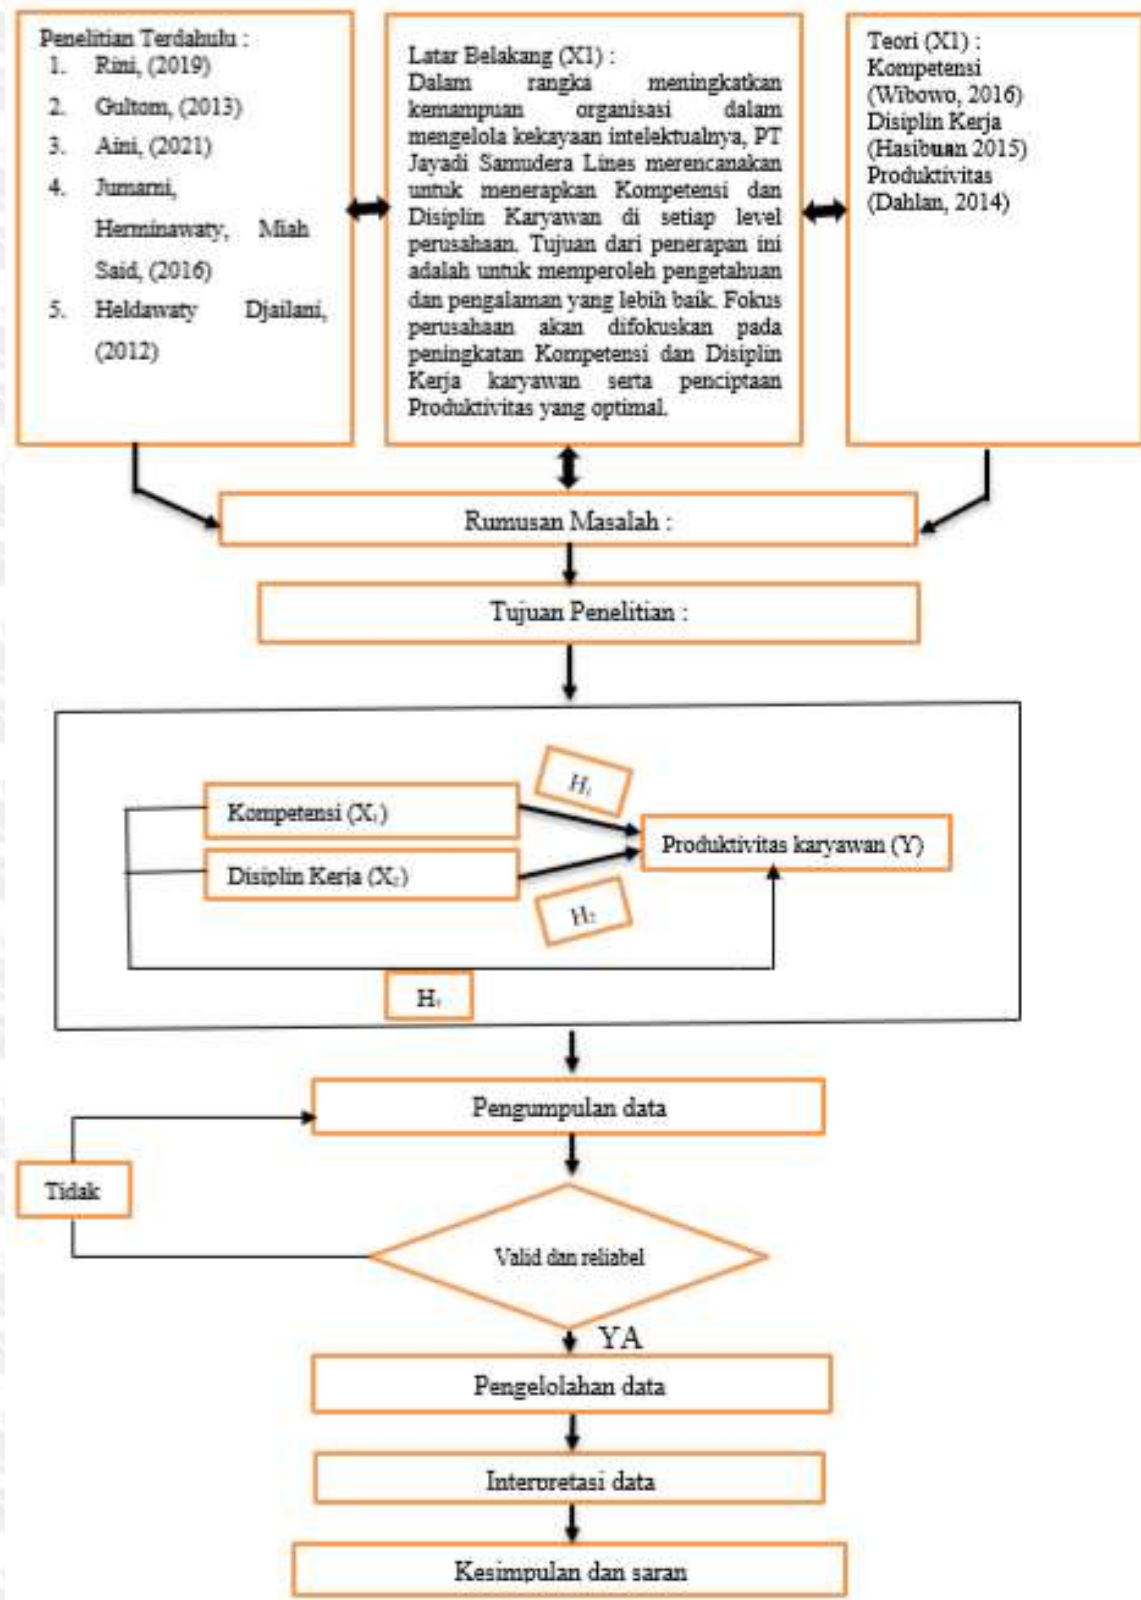 Penelitian Terdahulu :
1. Rini, (2019)
2. Gultom, (2013)
3. Aini, (2021)
4. Jumarni,
Herminawaty, Miah
Said, (2016)
5. Heldawaty Djailani,
(2012)
Latar Belakang (X1) :
Dalam rangka meningkatkan
kemampuan organisasi dalam
mengelola kekayaan intelektualnya, PT
Jayadi Samudera Lines merencanakan
untuk menerapkan Kompetensi dan
Disiplin Karyawan di setiap level
perusahaan. Tujuan dari penerapan ini
adalah untuk memperoleh pengetahuan
dan pengalaman yang lebih baik. Fokus
perusahaan akan difokuskan pada
peningkatan Kompetensi dan Disiplin
Kerja karyawan serta penciptaan
Produktivitas yang optimal.
Teori (X1) :
Kompetensi
(Wibowo, 2016)
Disiplin Kerja
(Hasibuan 2015)
Produktivitas
(Dahlan, 2014)
Rumusan Masalah :
Tujuan Penelitian :
H₁
Kompetensi (X₁)
Produktivitas karyawan (Y)
Disiplin Kerja (X₂)
H₂
H
Pengumpulan data
Tidak
Valid dan reliabel
YA
Pengelolahan data
Interpretasi data
Kesimpulan dan saran